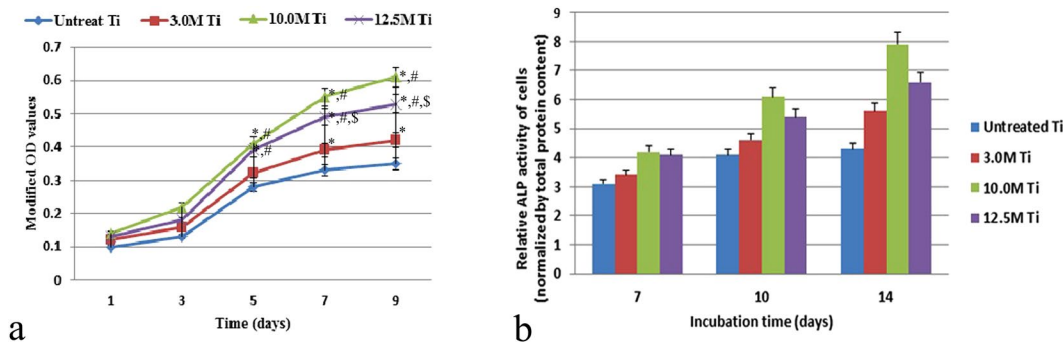 Untreat Ti 3.0M Ti 10.0M Ti 12.5M Ti
Modified OD values
0.7
0.6
0.5
0.4
0.3
0.2
0.1
0
*,#
*,#
*,#,$
*,#
*,#,$
*
*,#
*
1 3 5 7 9
Time (days)
a
Relative ALP activity of cells
(normalized by total protein content)
9
8
7
6
5
4
3
2
1
0
7 10 14
Incubation time (days)
Untreated Ti
3.0M Ti
10.0M Ti
12.5M Ti
b